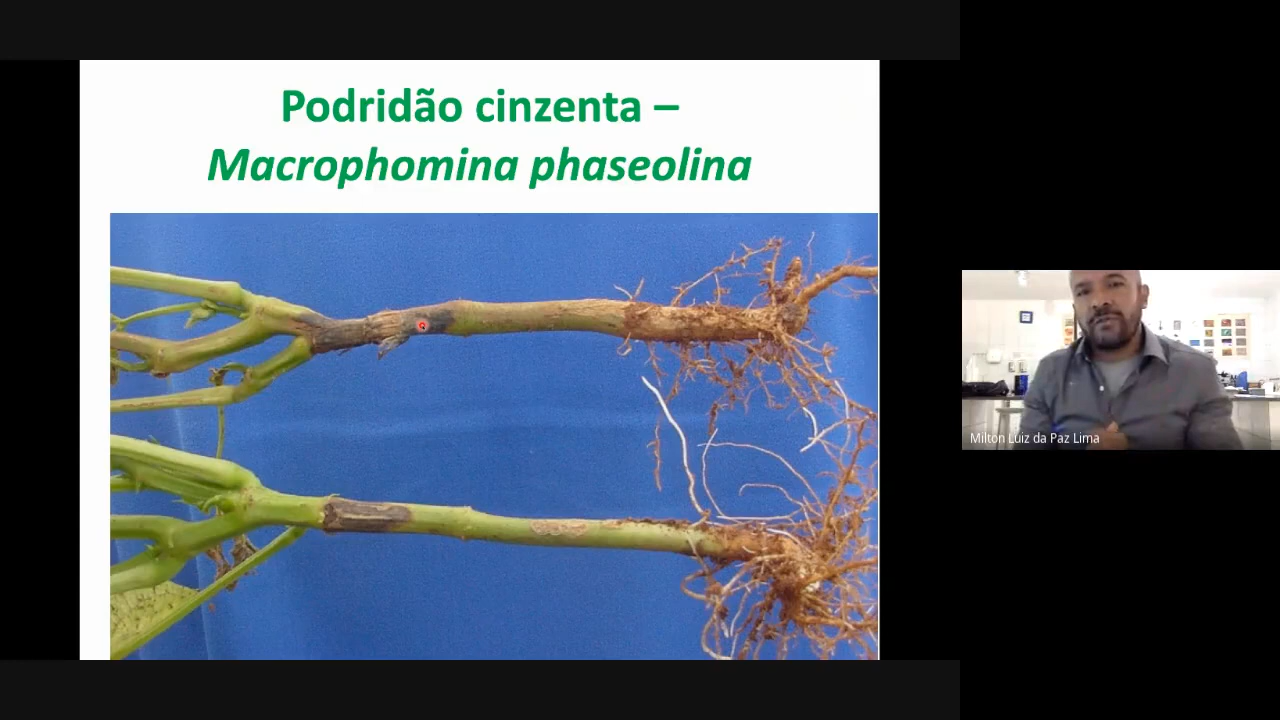 Podridão cinzenta –
Macrophomina phaseolina
Milton Luiz da Paz Lima